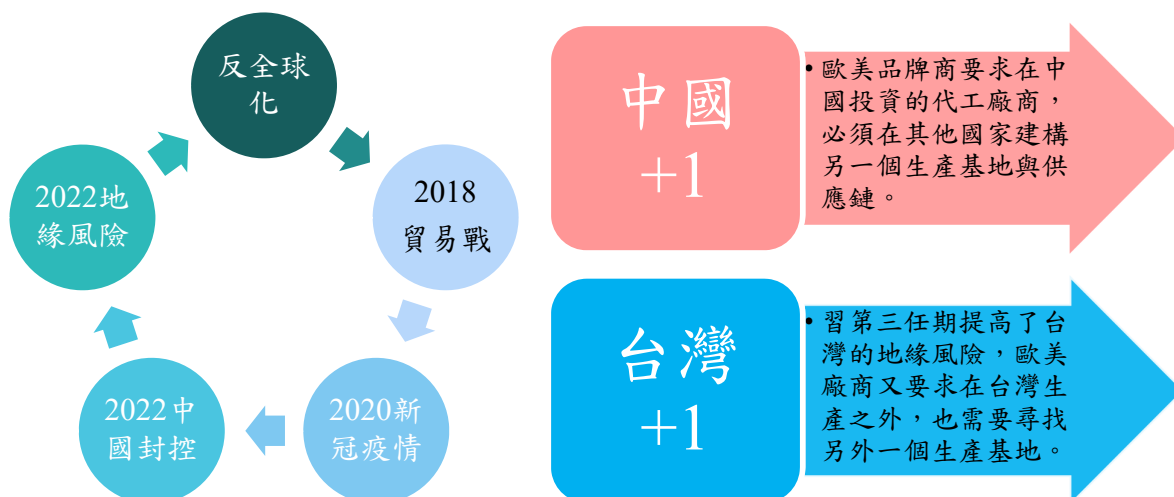 反全球
化
2018
貿易戰
2020新
冠疫情
2022中
國封控
2022地
緣風險
中國
+1
•歐美品牌商要求在中
國投資的代工廠商，
必須在其他國家建構
另一個生產基地與供
應鏈。
台灣
+1
•習第三任期提高了台
灣的地緣風險，歐美
廠商又要求在台灣生
產之外，也需要尋找
另外一個生產基地。